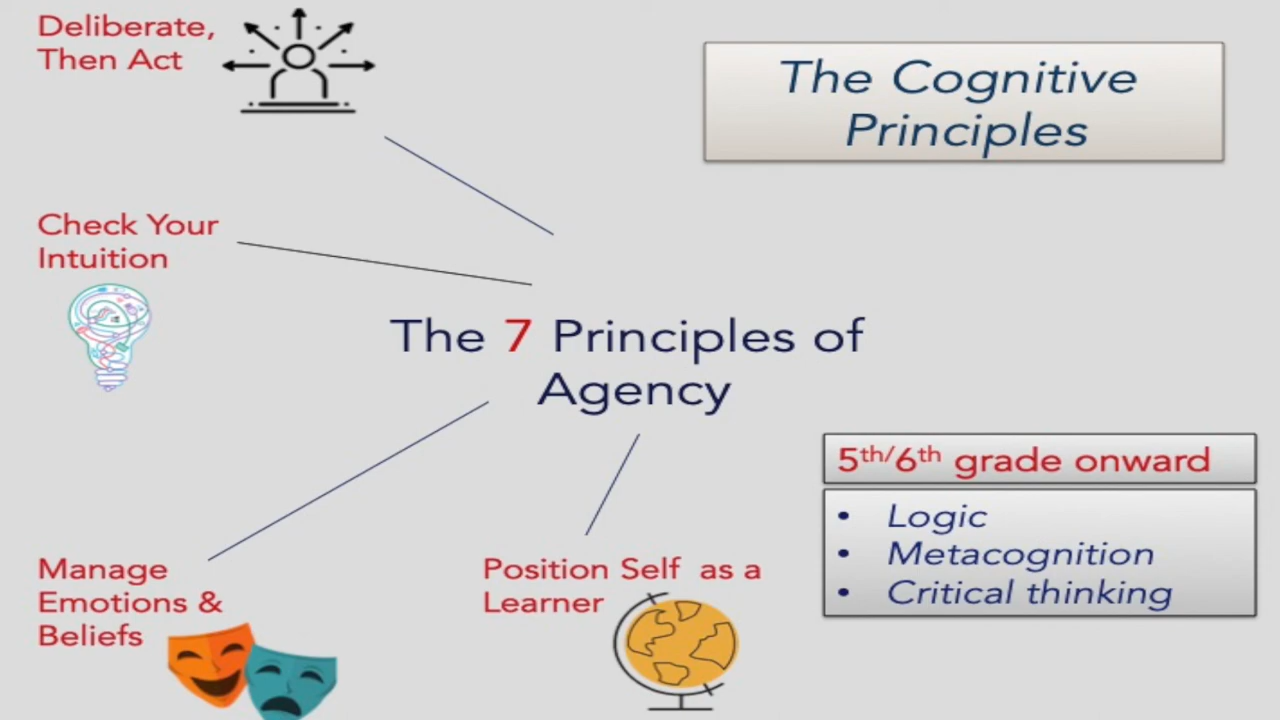 Deliberate,
Then Act
The Cognitive
Principles
Check Your
Intuition
The 7 Principles of
Agency
5th/6th grade onward
• Logic
• Metacognition
• Critical thinking
Manage
Emotions &
Beliefs
Position Self as a
Learner